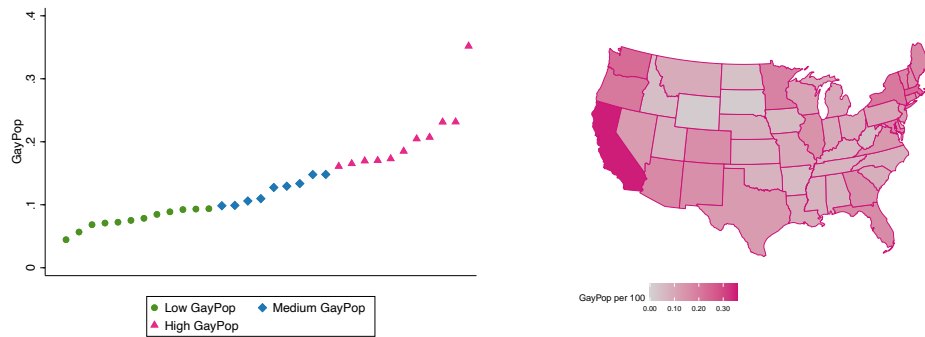 .4
.3
.2
.1
0
GayPop
Low GayPop
Medium GayPop
High GayPop
GayPop per 100
0.00 0.10 0.20 0.30